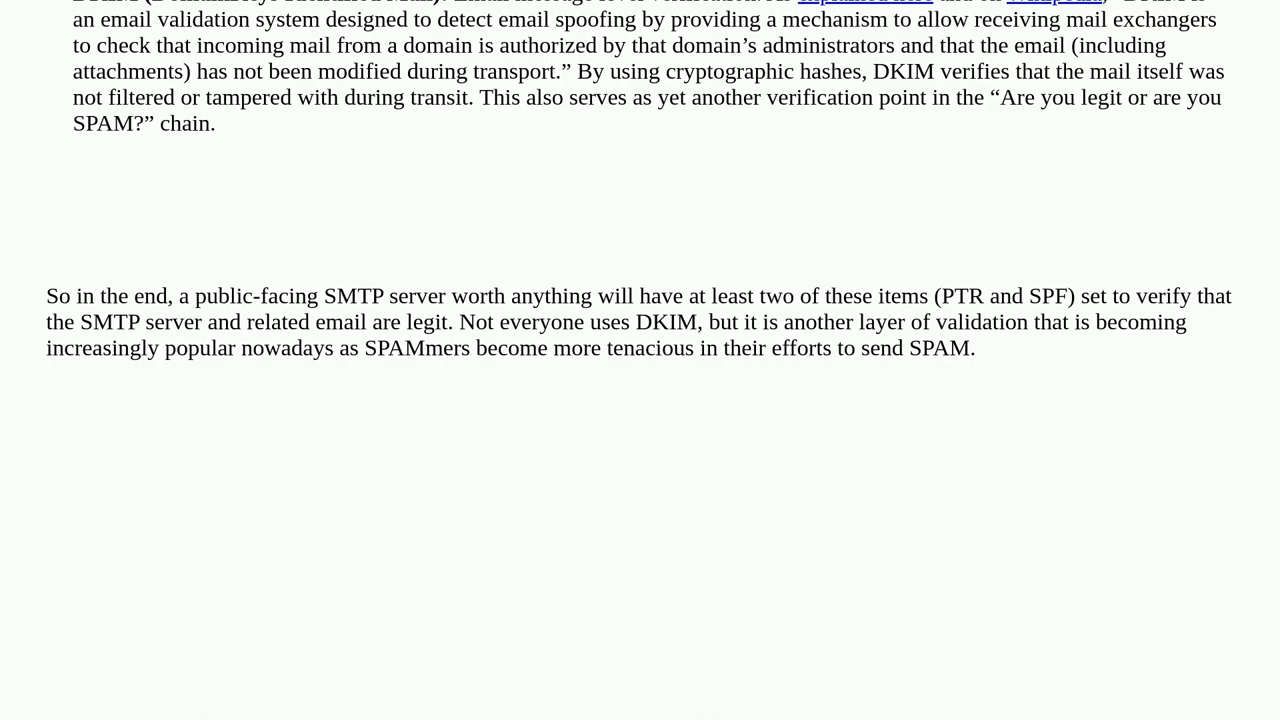 an email validation system designed to detect email spoofing by providing a mechanism to allow receiving mail exchangers
to check that incoming mail from a domain is authorized by that domain’s administrators and that the email (including
attachments) has not been modified during transport.” By using cryptographic hashes, DKIM verifies that the mail itself was
not filtered or tampered with during transit. This also serves as yet another verification point in the “Are you legit or are you
SPAM?” chain.
So in the end, a public-facing SMTP server worth anything will have at least two of these items (PTR and SPF) set to verify that
the SMTP server and related email are legit. Not everyone uses DKIM, but it is another layer of validation that is becoming
increasingly popular nowadays as SPAMmers become more tenacious in their efforts to send SPAM.